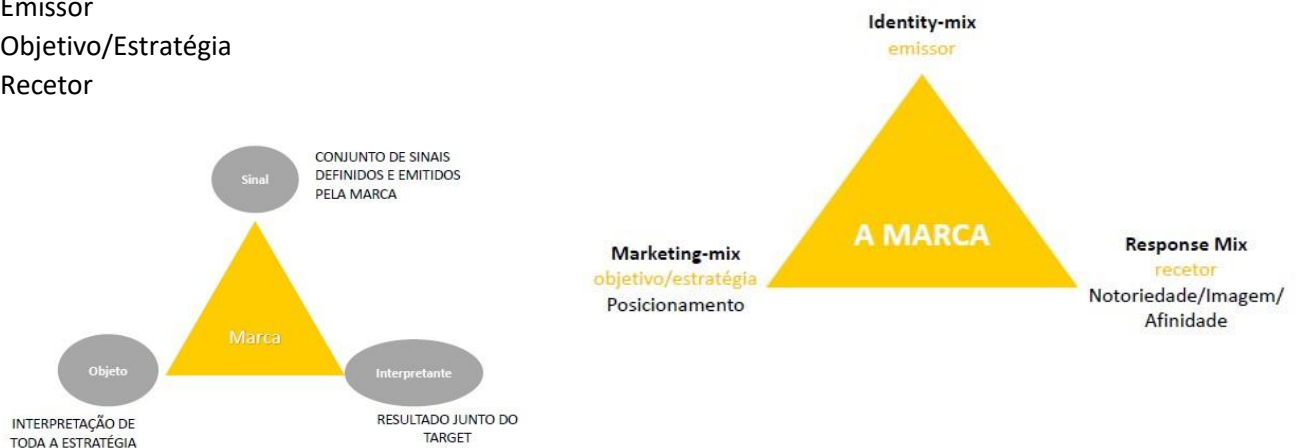 Emissor
Objetivo/Estratégia
Recetor
Sinal
CONJUNTO DE SINAIS
DEFINIDOS E EMITIDOS
PELA MARCA
Marca
Objeto
Interpretante
INTERPRETAÇÃO DE
TODA A ESTRATÉGIA
RESULTADO JUNTO DO
TARGET
Identity-mix
emissor
A MARCA
Marketing-mix
objetivo/estratégia
Posicionamento
Response Mix
recetor
Notoriedade/Imagem/
Afinidade